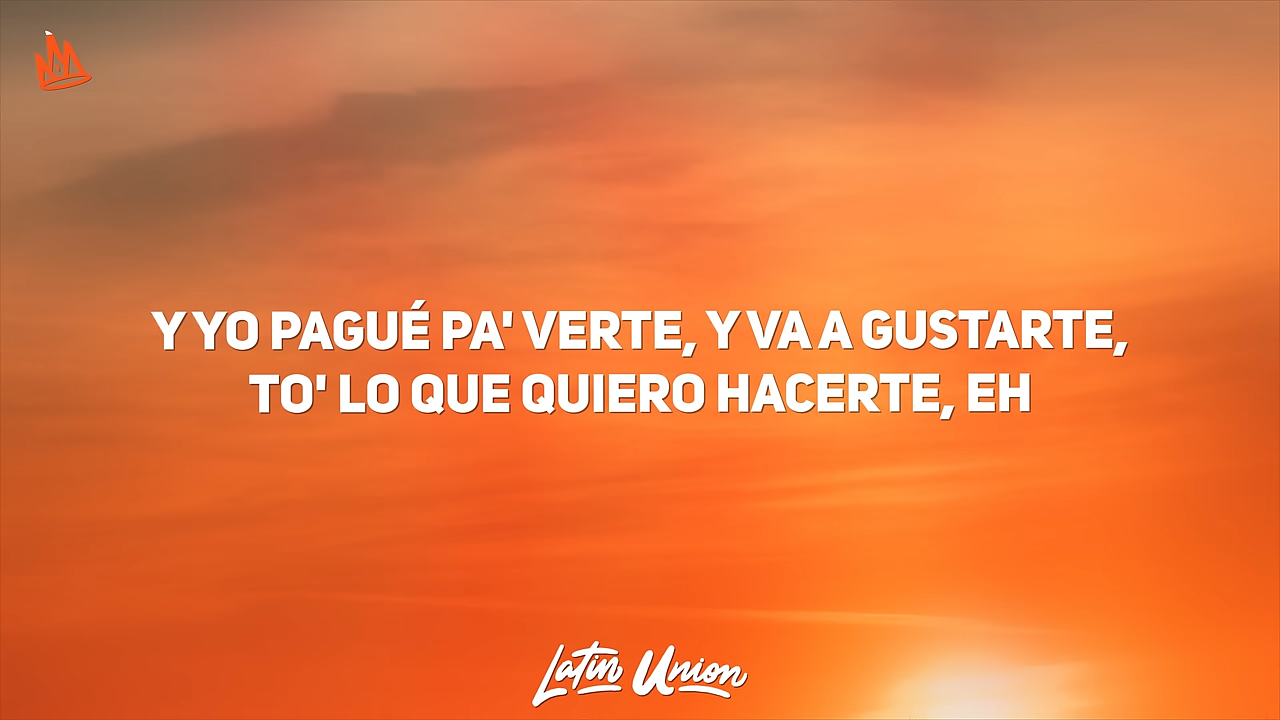 Y YO PAGUÉ PA' VERTE, Y VA A GUSTARTE,
TO' LO QUE QUIERO HACERTE, EH
Latin Union